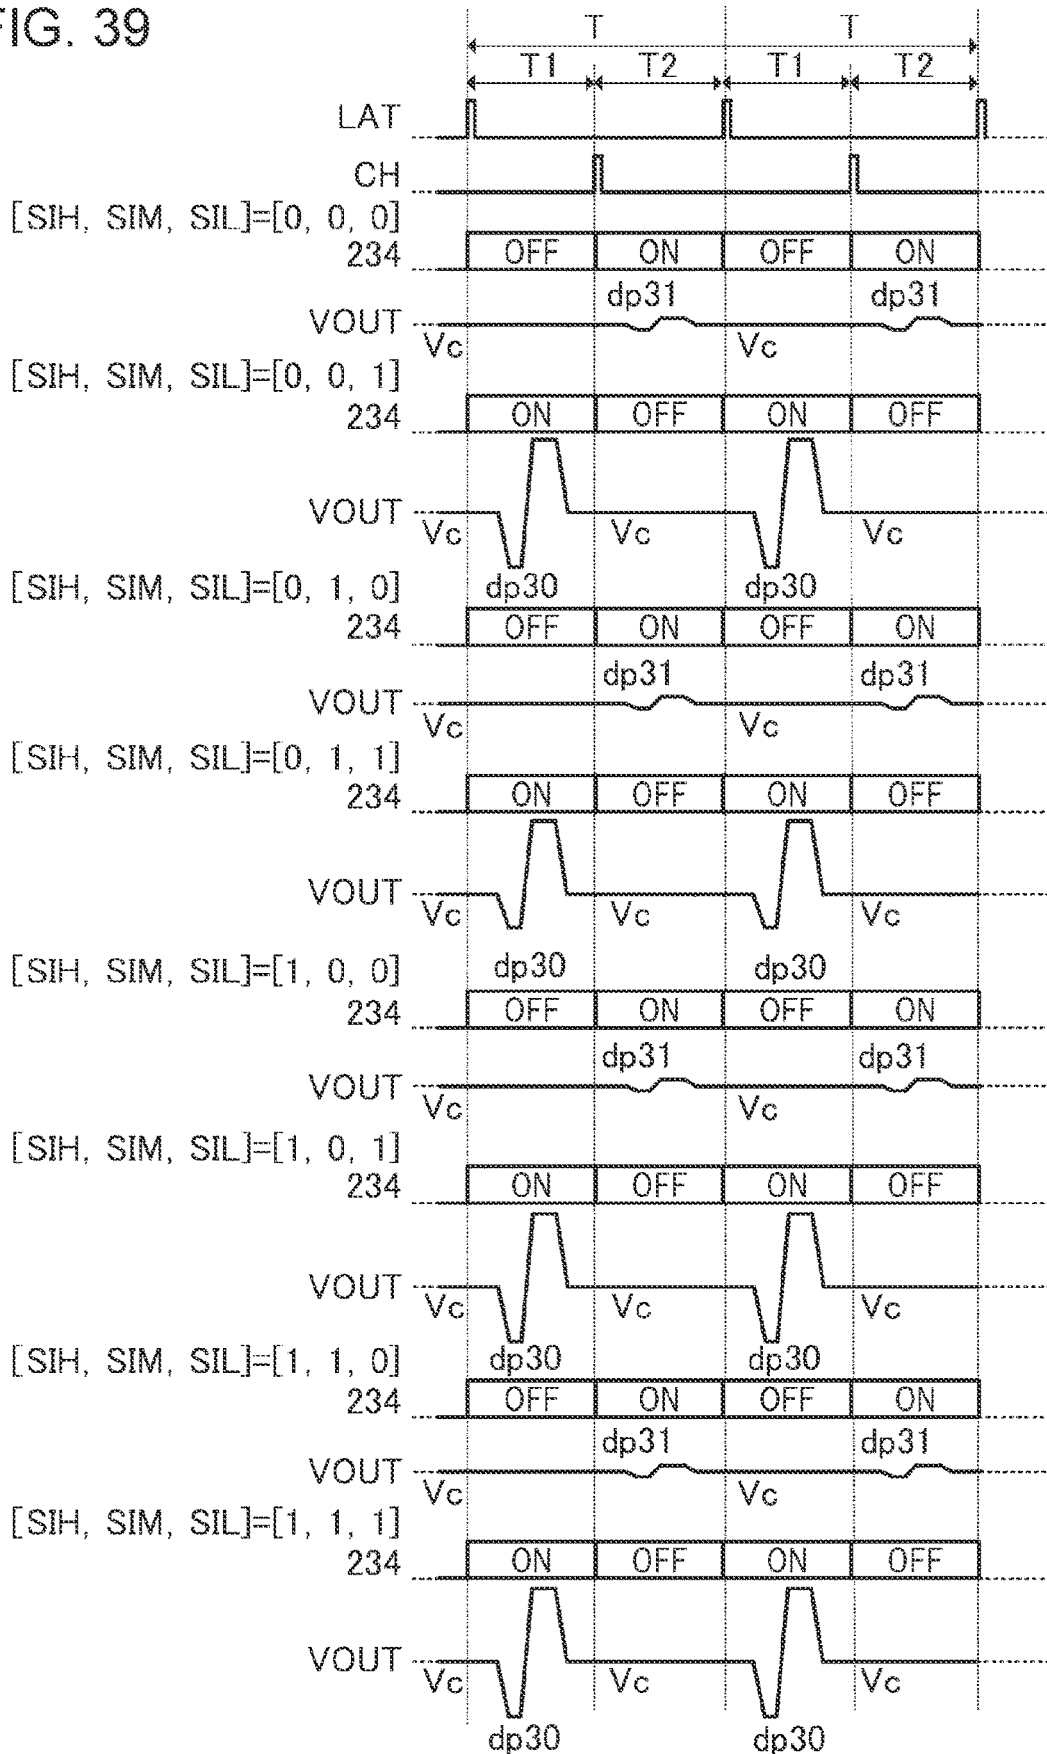 FIG. 39
T T
T1 T2 T1 T2
LAT
CH
[SIH, SIM, SIL]=[0, 0, 0]
234 OFF ON OFF ON
dp31 dp31
VOUT
Vc Vc
[SIH, SIM, SIL]=[0, 0, 1]
234 ON OFF ON OFF
VOUT
Vc Vc Vc
dp30 dp30
[SIH, SIM, SIL]=[0, 1, 0]
234 OFF ON OFF ON
dp31 dp31
VOUT
Vc Vc
[SIH, SIM, SIL]=[0, 1, 1]
234 ON OFF ON OFF
VOUT
Vc Vc Vc
dp30 dp30
[SIH, SIM, SIL]=[1, 0, 0]
234 OFF ON OFF ON
dp31 dp31
VOUT
Vc Vc
[SIH, SIM, SIL]=[1, 0, 1]
234 ON OFF ON OFF
VOUT
Vc Vc Vc
dp30 dp30
[SIH, SIM, SIL]=[1, 1, 0]
234 OFF ON OFF ON
dp31 dp31
VOUT
Vc Vc
[SIH, SIM, SIL]=[1, 1, 1]
234 ON OFF ON OFF
VOUT
Vc Vc Vc
dp30 dp30